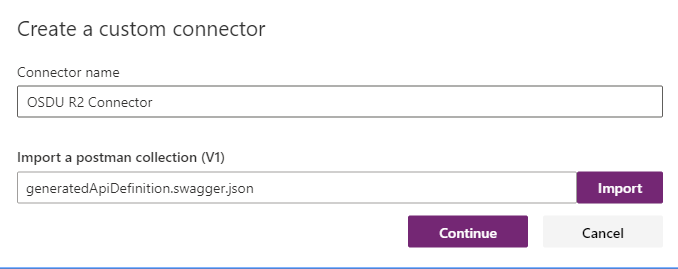 Create a custom connector
Connector name
OSDU R2 Connector
Import a postman collection (V1)
generatedApiDefinition.swagger.json
Import
Continue
Cancel